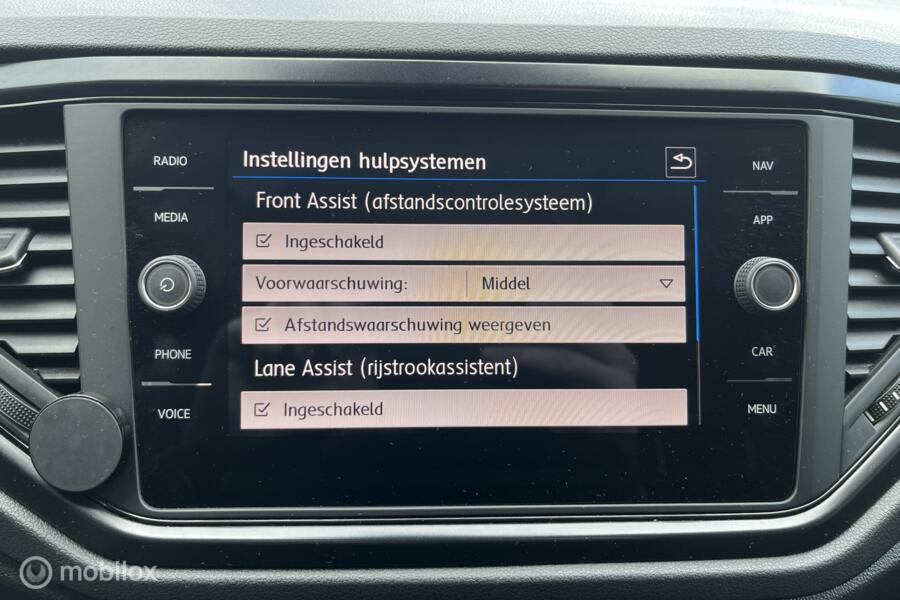 RADIO
MEDIA
PHONE
VOICE
Instellingen hulpsystemen
Front Assist (afstandscontrolesysteem)
Ingeschakeld
Voorwaarschuwing: Middel
Afstandswaarschuwing weergeven
Lane Assist (rijstrookassistent)
Ingeschakeld
NAV
APP
CAR
MENU
mobilox